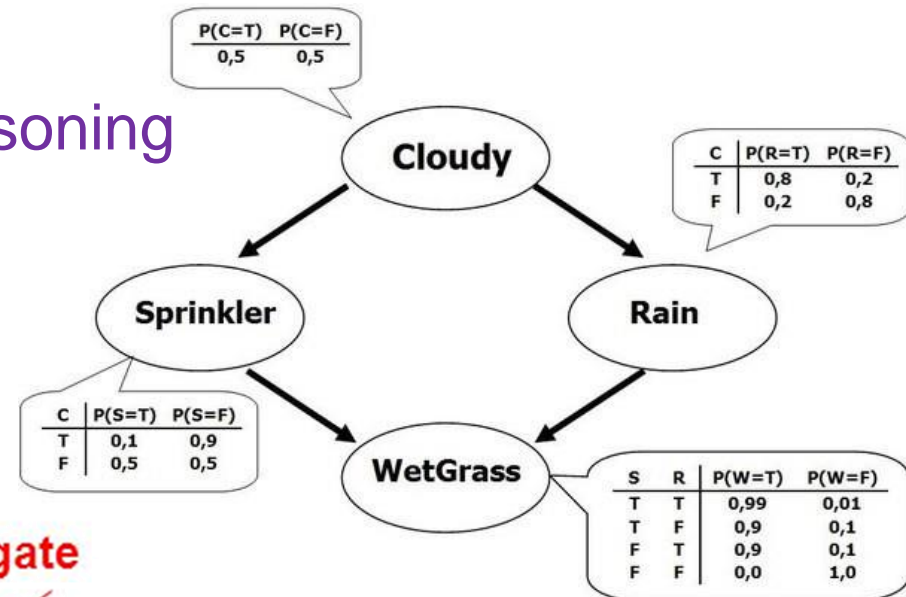 P(C=T) P(C=F)
0,5 0,5
soning
Cloudy
C P(R=T) P(R=F)
T 0,8 0,2
F 0,2 0,8
Sprinkler
Rain
C P(S=T) P(S=F)
T 0,1 0,9
F 0,5 0,5
WetGrass
S R P(W=T) P(W=F)
T T 0,99 0,01
T F 0,9 0,1
F T 0,9 0,1
F F 0,0 1,0
gate